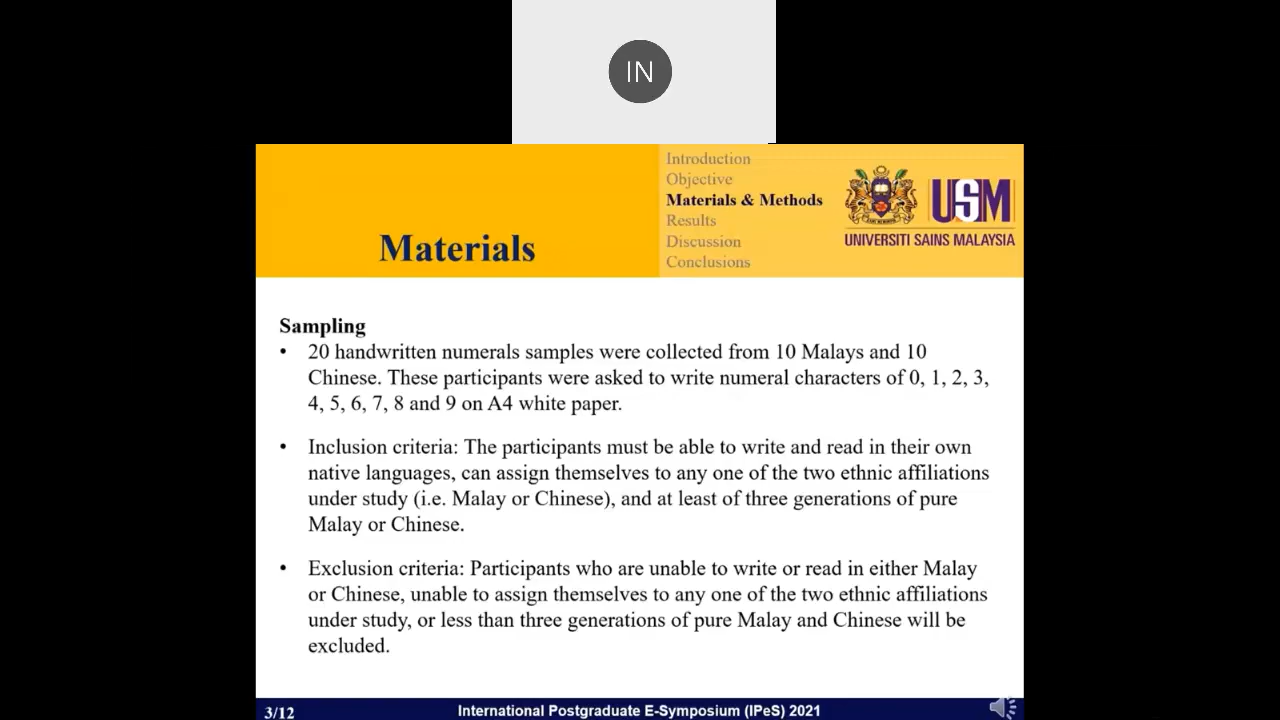 IN
Introduction
Objective
Materials & Methods
Results
Discussion
Conclusions
USM
UNIVERSITI SAINS MALAYSIA
Materials
Sampling
• 20 handwritten numerals samples were collected from 10 Malays and 10
Chinese. These participants were asked to write numeral characters of 0, 1, 2, 3,
4, 5, 6, 7, 8 and 9 on A4 white paper.
• Inclusion criteria: The participants must be able to write and read in their own
native languages, can assign themselves to any one of the two ethnic affiliations
under study (i.e. Malay or Chinese), and at least of three generations of pure
Malay or Chinese.
• Exclusion criteria: Participants who are unable to write or read in either Malay
or Chinese, unable to assign themselves to any one of the two ethnic affiliations
under study, or less than three generations of pure Malay and Chinese will be
excluded.
3/12
International Postgraduate E-Symposium (IPeS) 2021